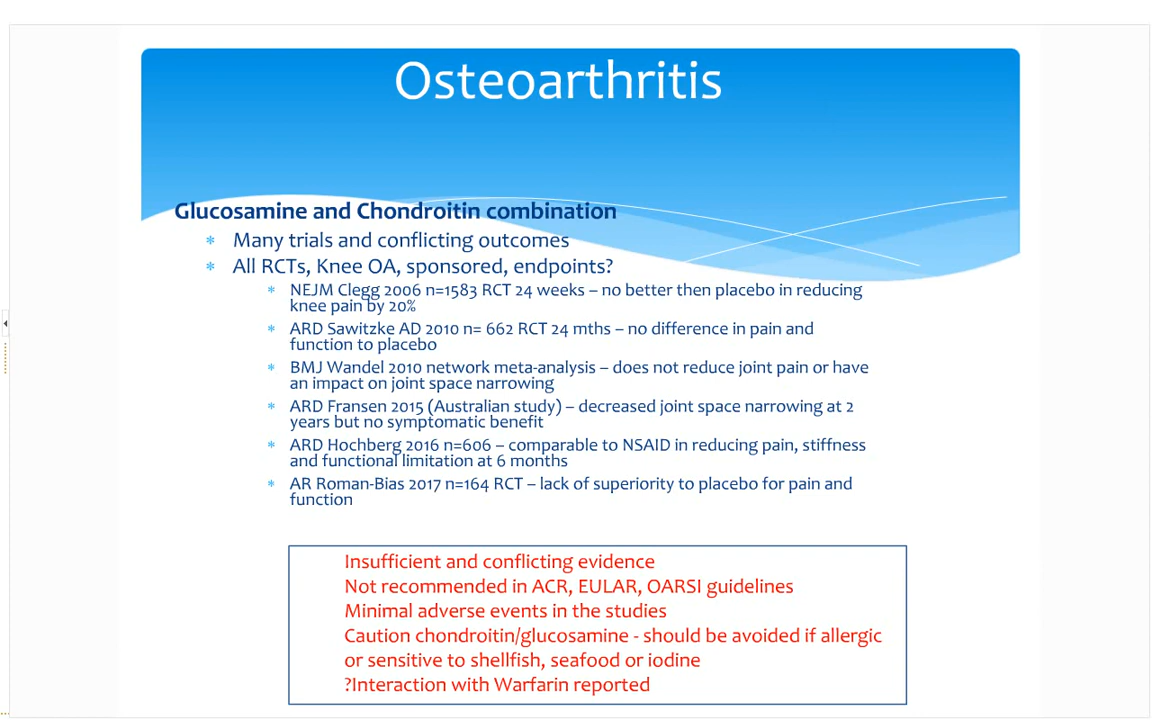 Osteoarthritis
Glucosamine and Chondroitin combination
* Many trials and conflicting outcomes
* All RCTs, Knee OA, sponsored, endpoints?
* NEJM Clegg 2006 n=1583 RCT 24 weeks – no better then placebo in reducing
knee pain by 20%
* ARD Sawitzke AD 2010 n= 662 RCT 24 mths – no difference in pain and
function to placebo
* BMJ Wandel 2010 network meta-analysis – does not reduce joint pain or have
an impact on joint space narrowing
* ARD Fransen 2015 (Australian study) – decreased joint space narrowing at 2
years but no symptomatic benefit
* ARD Hochberg 2016 n=606 – comparable to NSAID in reducing pain, stiffness
and functional limitation at 6 months
* AR Roman-Bias 2017 n=164 RCT – lack of superiority to placebo for pain and
function
Insufficient and conflicting evidence
Not recommended in ACR, EULAR, OARSI guidelines
Minimal adverse events in the studies
Caution chondroitin/glucosamine - should be avoided if allergic
or sensitive to shellfish, seafood or iodine
?Interaction with Warfarin reported